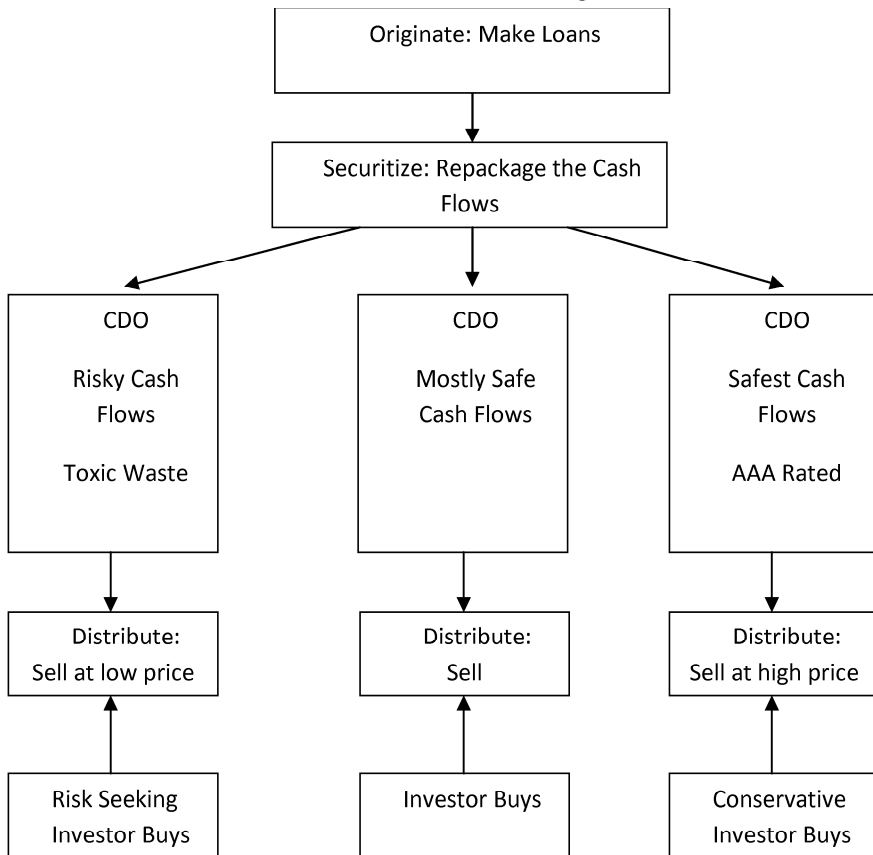 Originate: Make Loans
Securitize: Repackage the Cash
Flows
CDO
Risky Cash
Flows
Toxic Waste
CDO
Mostly Safe
Cash Flows
CDO
Safest Cash
Flows
AAA Rated
Distribute:
Sell at low price
Distribute:
Sell
Distribute:
Sell at high price
Risk Seeking
Investor Buys
Investor Buys
Conservative
Investor Buys